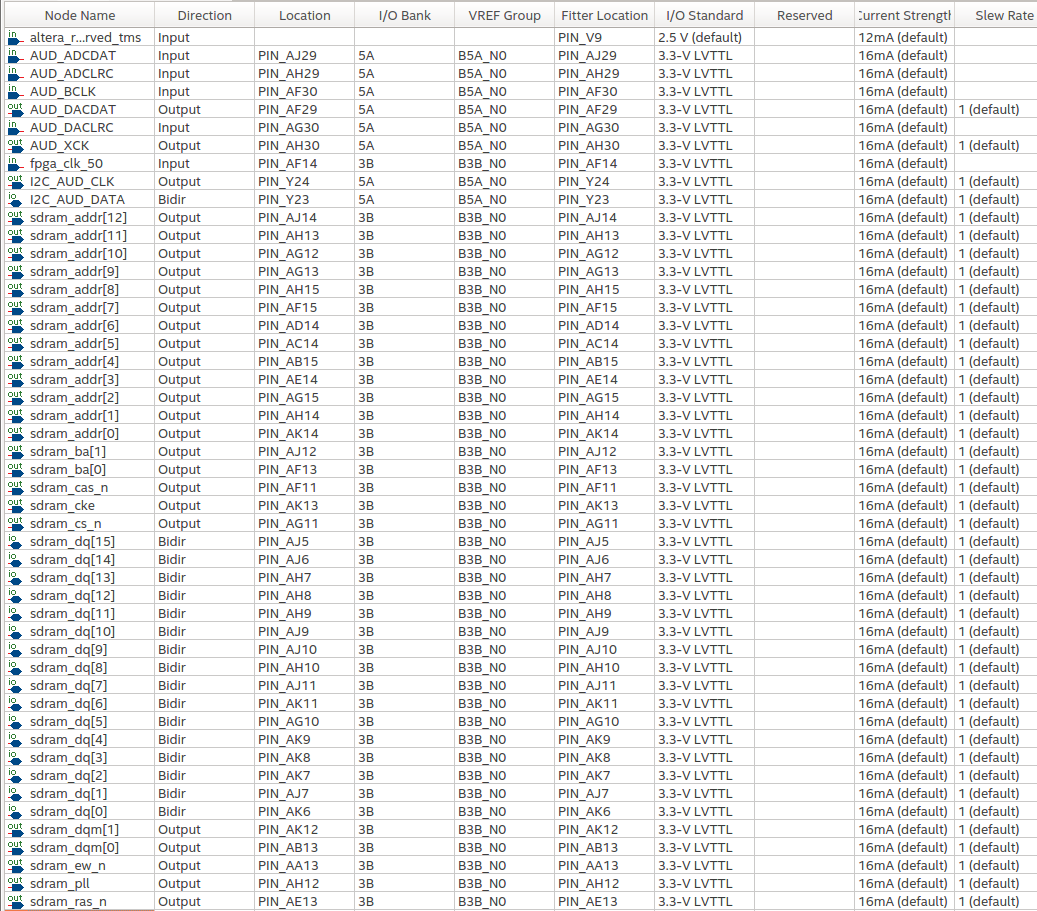 Node Name Direction Location I/O Bank VREF Group Fitter Location I/O Standard Reserved Current Strength Slew Rate
in altera_r...rved_tms Input PIN_V9 2.5 V (default) 12mA (default)
in AUD_ADCDAT Input PIN_AJ29 5A B5A_N0 PIN_AJ29 3.3-V LVTTL 16mA (default)
in AUD_ADCLRC Input PIN_AH29 5A B5A_N0 PIN_AH29 3.3-V LVTTL 16mA (default)
in AUD_BCLK Input PIN_AF30 5A B5A_N0 PIN_AF30 3.3-V LVTTL 16mA (default)
out AUD_DACDAT Output PIN_AF29 5A B5A_N0 PIN_AF29 3.3-V LVTTL 16mA (default) 1 (default)
in AUD_DACLRC Input PIN_AG30 5A B5A_N0 PIN_AG30 3.3-V LVTTL 16mA (default)
out AUD_XCK Output PIN_AH30 5A B5A_N0 PIN_AH30 3.3-V LVTTL 16mA (default) 1 (default)
in fpga_clk_50 Input PIN_AF14 3B B3B_N0 PIN_AF14 3.3-V LVTTL 16mA (default)
out I2C_AUD_CLK Output PIN_Y24 5A B5A_N0 PIN_Y24 3.3-V LVTTL 16mA (default) 1 (default)
io I2C_AUD_DATA Bidir PIN_Y23 5A B5A_N0 PIN_Y23 3.3-V LVTTL 16mA (default) 1 (default)
out sdram_addr[12] Output PIN_AJ14 3B B3B_N0 PIN_AJ14 3.3-V LVTTL 16mA (default) 1 (default)
out sdram_addr[11] Output PIN_AH13 3B B3B_N0 PIN_AH13 3.3-V LVTTL 16mA (default) 1 (default)
out sdram_addr[10] Output PIN_AG12 3B B3B_N0 PIN_AG12 3.3-V LVTTL 16mA (default) 1 (default)
out sdram_addr[9] Output PIN_AG13 3B B3B_N0 PIN_AG13 3.3-V LVTTL 16mA (default) 1 (default)
out sdram_addr[8] Output PIN_AH15 3B B3B_N0 PIN_AH15 3.3-V LVTTL 16mA (default) 1 (default)
out sdram_addr[7] Output PIN_AF15 3B B3B_N0 PIN_AF15 3.3-V LVTTL 16mA (default) 1 (default)
out sdram_addr[6] Output PIN_AD14 3B B3B_N0 PIN_AD14 3.3-V LVTTL 16mA (default) 1 (default)
out sdram_addr[5] Output PIN_AC14 3B B3B_N0 PIN_AC14 3.3-V LVTTL 16mA (default) 1 (default)
out sdram_addr[4] Output PIN_AB15 3B B3B_N0 PIN_AB15 3.3-V LVTTL 16mA (default) 1 (default)
out sdram_addr[3] Output PIN_AE14 3B B3B_N0 PIN_AE14 3.3-V LVTTL 16mA (default) 1 (default)
out sdram_addr[2] Output PIN_AG15 3B B3B_N0 PIN_AG15 3.3-V LVTTL 16mA (default) 1 (default)
out sdram_addr[1] Output PIN_AH14 3B B3B_N0 PIN_AH14 3.3-V LVTTL 16mA (default) 1 (default)
out sdram_addr[0] Output PIN_AK14 3B B3B_N0 PIN_AK14 3.3-V LVTTL 16mA (default) 1 (default)
out sdram_ba[1] Output PIN_AJ12 3B B3B_N0 PIN_AJ12 3.3-V LVTTL 16mA (default) 1 (default)
out sdram_ba[0] Output PIN_AF13 3B B3B_N0 PIN_AF13 3.3-V LVTTL 16mA (default) 1 (default)
out sdram_cas_n Output PIN_AF11 3B B3B_N0 PIN_AF11 3.3-V LVTTL 16mA (default) 1 (default)
out sdram_cke Output PIN_AK13 3B B3B_N0 PIN_AK13 3.3-V LVTTL 16mA (default) 1 (default)
out sdram_cs_n Output PIN_AG11 3B B3B_N0 PIN_AG11 3.3-V LVTTL 16mA (default) 1 (default)
io sdram_dq[15] Bidir PIN_AJ5 3B B3B_N0 PIN_AJ5 3.3-V LVTTL 16mA (default) 1 (default)
io sdram_dq[14] Bidir PIN_AJ6 3B B3B_N0 PIN_AJ6 3.3-V LVTTL 16mA (default) 1 (default)
io sdram_dq[13] Bidir PIN_AH7 3B B3B_N0 PIN_AH7 3.3-V LVTTL 16mA (default) 1 (default)
io sdram_dq[12] Bidir PIN_AH8 3B B3B_N0 PIN_AH8 3.3-V LVTTL 16mA (default) 1 (default)
io sdram_dq[11] Bidir PIN_AH9 3B B3B_N0 PIN_AH9 3.3-V LVTTL 16mA (default) 1 (default)
io sdram_dq[10] Bidir PIN_AJ9 3B B3B_N0 PIN_AJ9 3.3-V LVTTL 16mA (default) 1 (default)
io sdram_dq[9] Bidir PIN_AJ10 3B B3B_N0 PIN_AJ10 3.3-V LVTTL 16mA (default) 1 (default)
io sdram_dq[8] Bidir PIN_AH10 3B B3B_N0 PIN_AH10 3.3-V LVTTL 16mA (default) 1 (default)
io sdram_dq[7] Bidir PIN_AJ11 3B B3B_N0 PIN_AJ11 3.3-V LVTTL 16mA (default) 1 (default)
io sdram_dq[6] Bidir PIN_AK11 3B B3B_N0 PIN_AK11 3.3-V LVTTL 16mA (default) 1 (default)
io sdram_dq[5] Bidir PIN_AG10 3B B3B_N0 PIN_AG10 3.3-V LVTTL 16mA (default) 1 (default)
io sdram_dq[4] Bidir PIN_AK9 3B B3B_N0 PIN_AK9 3.3-V LVTTL 16mA (default) 1 (default)
io sdram_dq[3] Bidir PIN_AK8 3B B3B_N0 PIN_AK8 3.3-V LVTTL 16mA (default) 1 (default)
io sdram_dq[2] Bidir PIN_AK7 3B B3B_N0 PIN_AK7 3.3-V LVTTL 16mA (default) 1 (default)
io sdram_dq[1] Bidir PIN_AJ7 3B B3B_N0 PIN_AJ7 3.3-V LVTTL 16mA (default) 1 (default)
io sdram_dq[0] Bidir PIN_AK6 3B B3B_N0 PIN_AK6 3.3-V LVTTL 16mA (default) 1 (default)
out sdram_dqm[1] Output PIN_AK12 3B B3B_N0 PIN_AK12 3.3-V LVTTL 16mA (default) 1 (default)
out sdram_dqm[0] Output PIN_AB13 3B B3B_N0 PIN_AB13 3.3-V LVTTL 16mA (default) 1 (default)
out sdram_ew_n Output PIN_AA13 3B B3B_N0 PIN_AA13 3.3-V LVTTL 16mA (default) 1 (default)
out sdram_pll Output PIN_AH12 3B B3B_N0 PIN_AH12 3.3-V LVTTL 16mA (default) 1 (default)
out sdram_ras_n Output PIN_AE13 3B B3B_N0 PIN_AE13 3.3-V LVTTL 16mA (default) 1 (default)